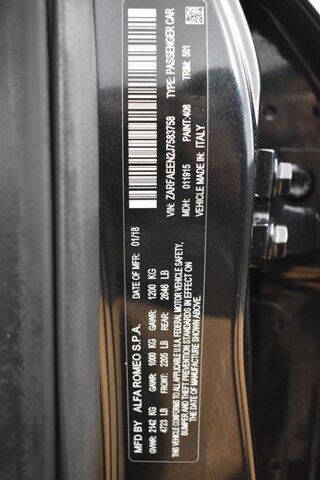 MFD BY ALFA ROMEO S.P.A. DATE OF MFR: 01/18
GVWR: 2142 KG GAWR: 1000 KG GAWR: 1200 KG
4723 LB FRONT: 2205 LB REAR: 2646 LB
THIS VEHICLE CONFORMS TO ALL APPLICABLE U.S.A. FEDERAL MOTOR VEHICLE SAFETY,
BUMPER AND THEFT PREVENTION STANDARDS IN EFFECT ON
THE DATE OF MANUFACTURE SHOWN ABOVE.
VIN: ZARFAEEN2J7583758 TYPE: PASSENGER CAR
MDH: 011915 PAINT: 408 TRIM: 501
VEHICLE MADE IN: ITALY